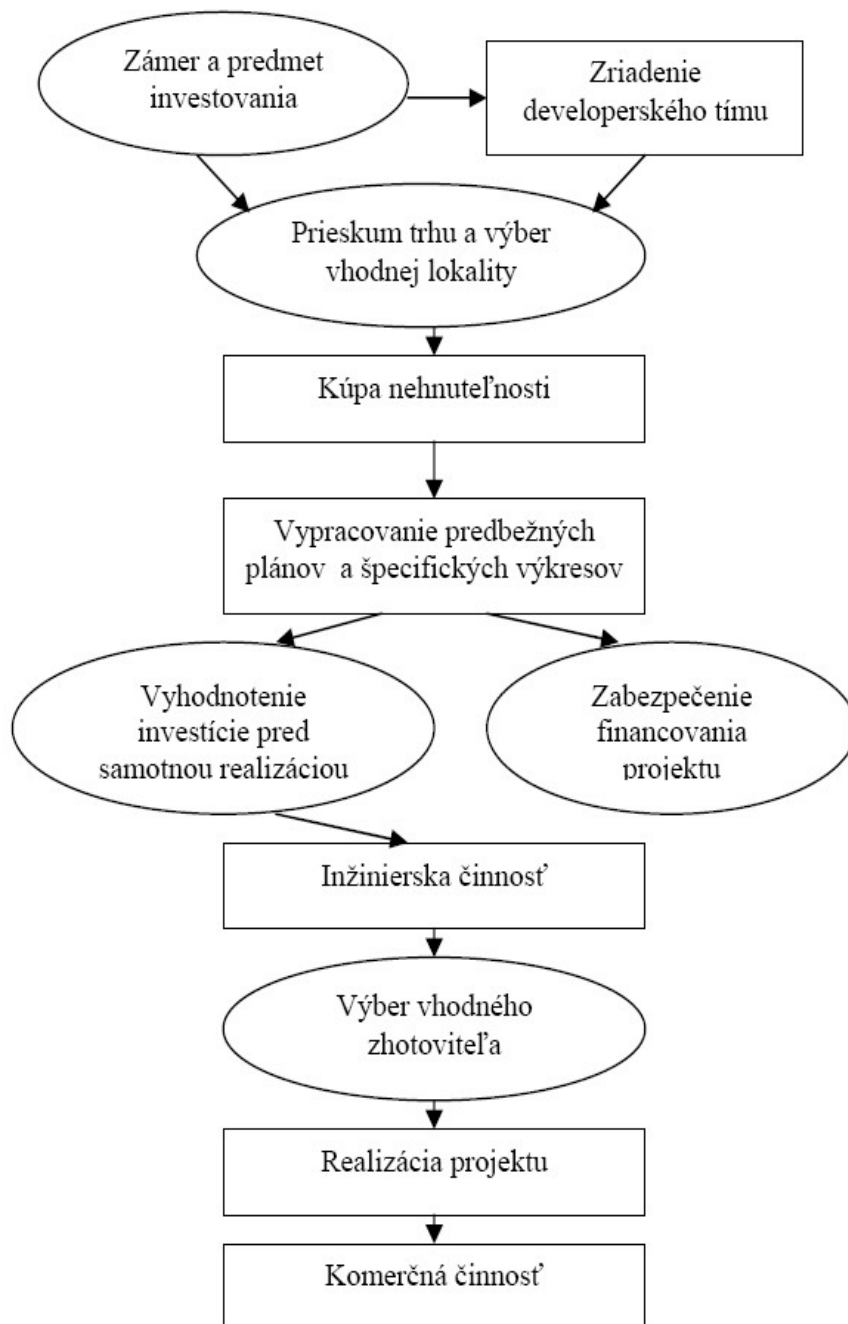 Zámer a predmet
investovania
Zriadenie
developerského tímu
Prieskum trhu a výber
vhodnej lokality
Kúpa nehnuteľnosti
Vypracovanie predbežných
plánov a špecifických výkresov
Vyhodnotenie
investície pred
samotnou realizáciou
Zabezpečenie
financovania
projektu
Inžinierska činnosť
Výber vhodného
zhotoviteľa
Realizácia projektu
Komerčná činnosť